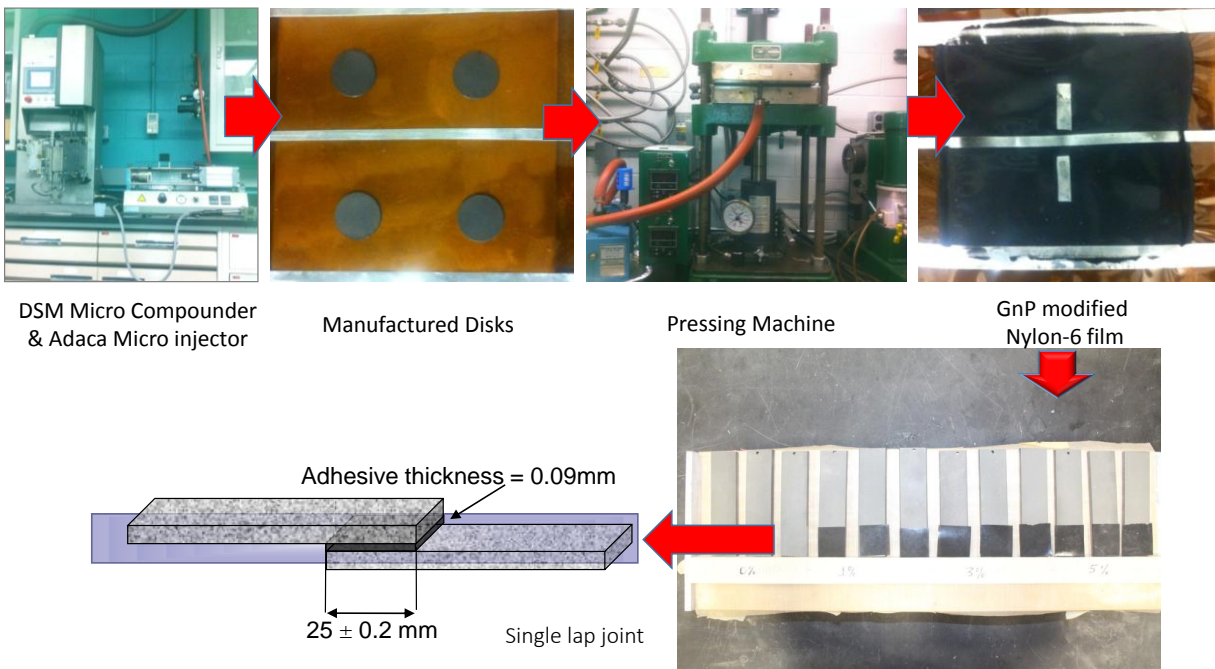 DSM Micro Compounder
& Adaca Micro injector
Manufactured Disks
Pressing Machine
GnP modified
Nylon-6 film
Adhesive thickness = 0.09mm
25 ± 0.2 mm
Single lap joint
0%
1%
3%
5%